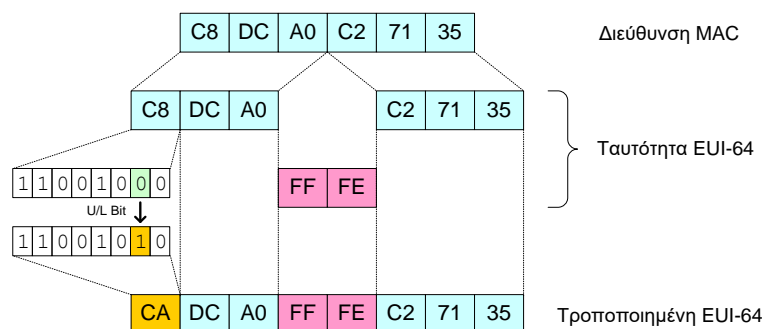 C8 DC A0 C2 71 35 Διεύθυνση MAC
C8 DC A0 C2 71 35
Ταυτότητα EUI-64
1 1 0 0 1 0 0 0
FF FE
U/L Bit
1 1 0 0 1 0 1 0
CA DC A0 FF FE C2 71 35 Τροποποιημένη EUI-64